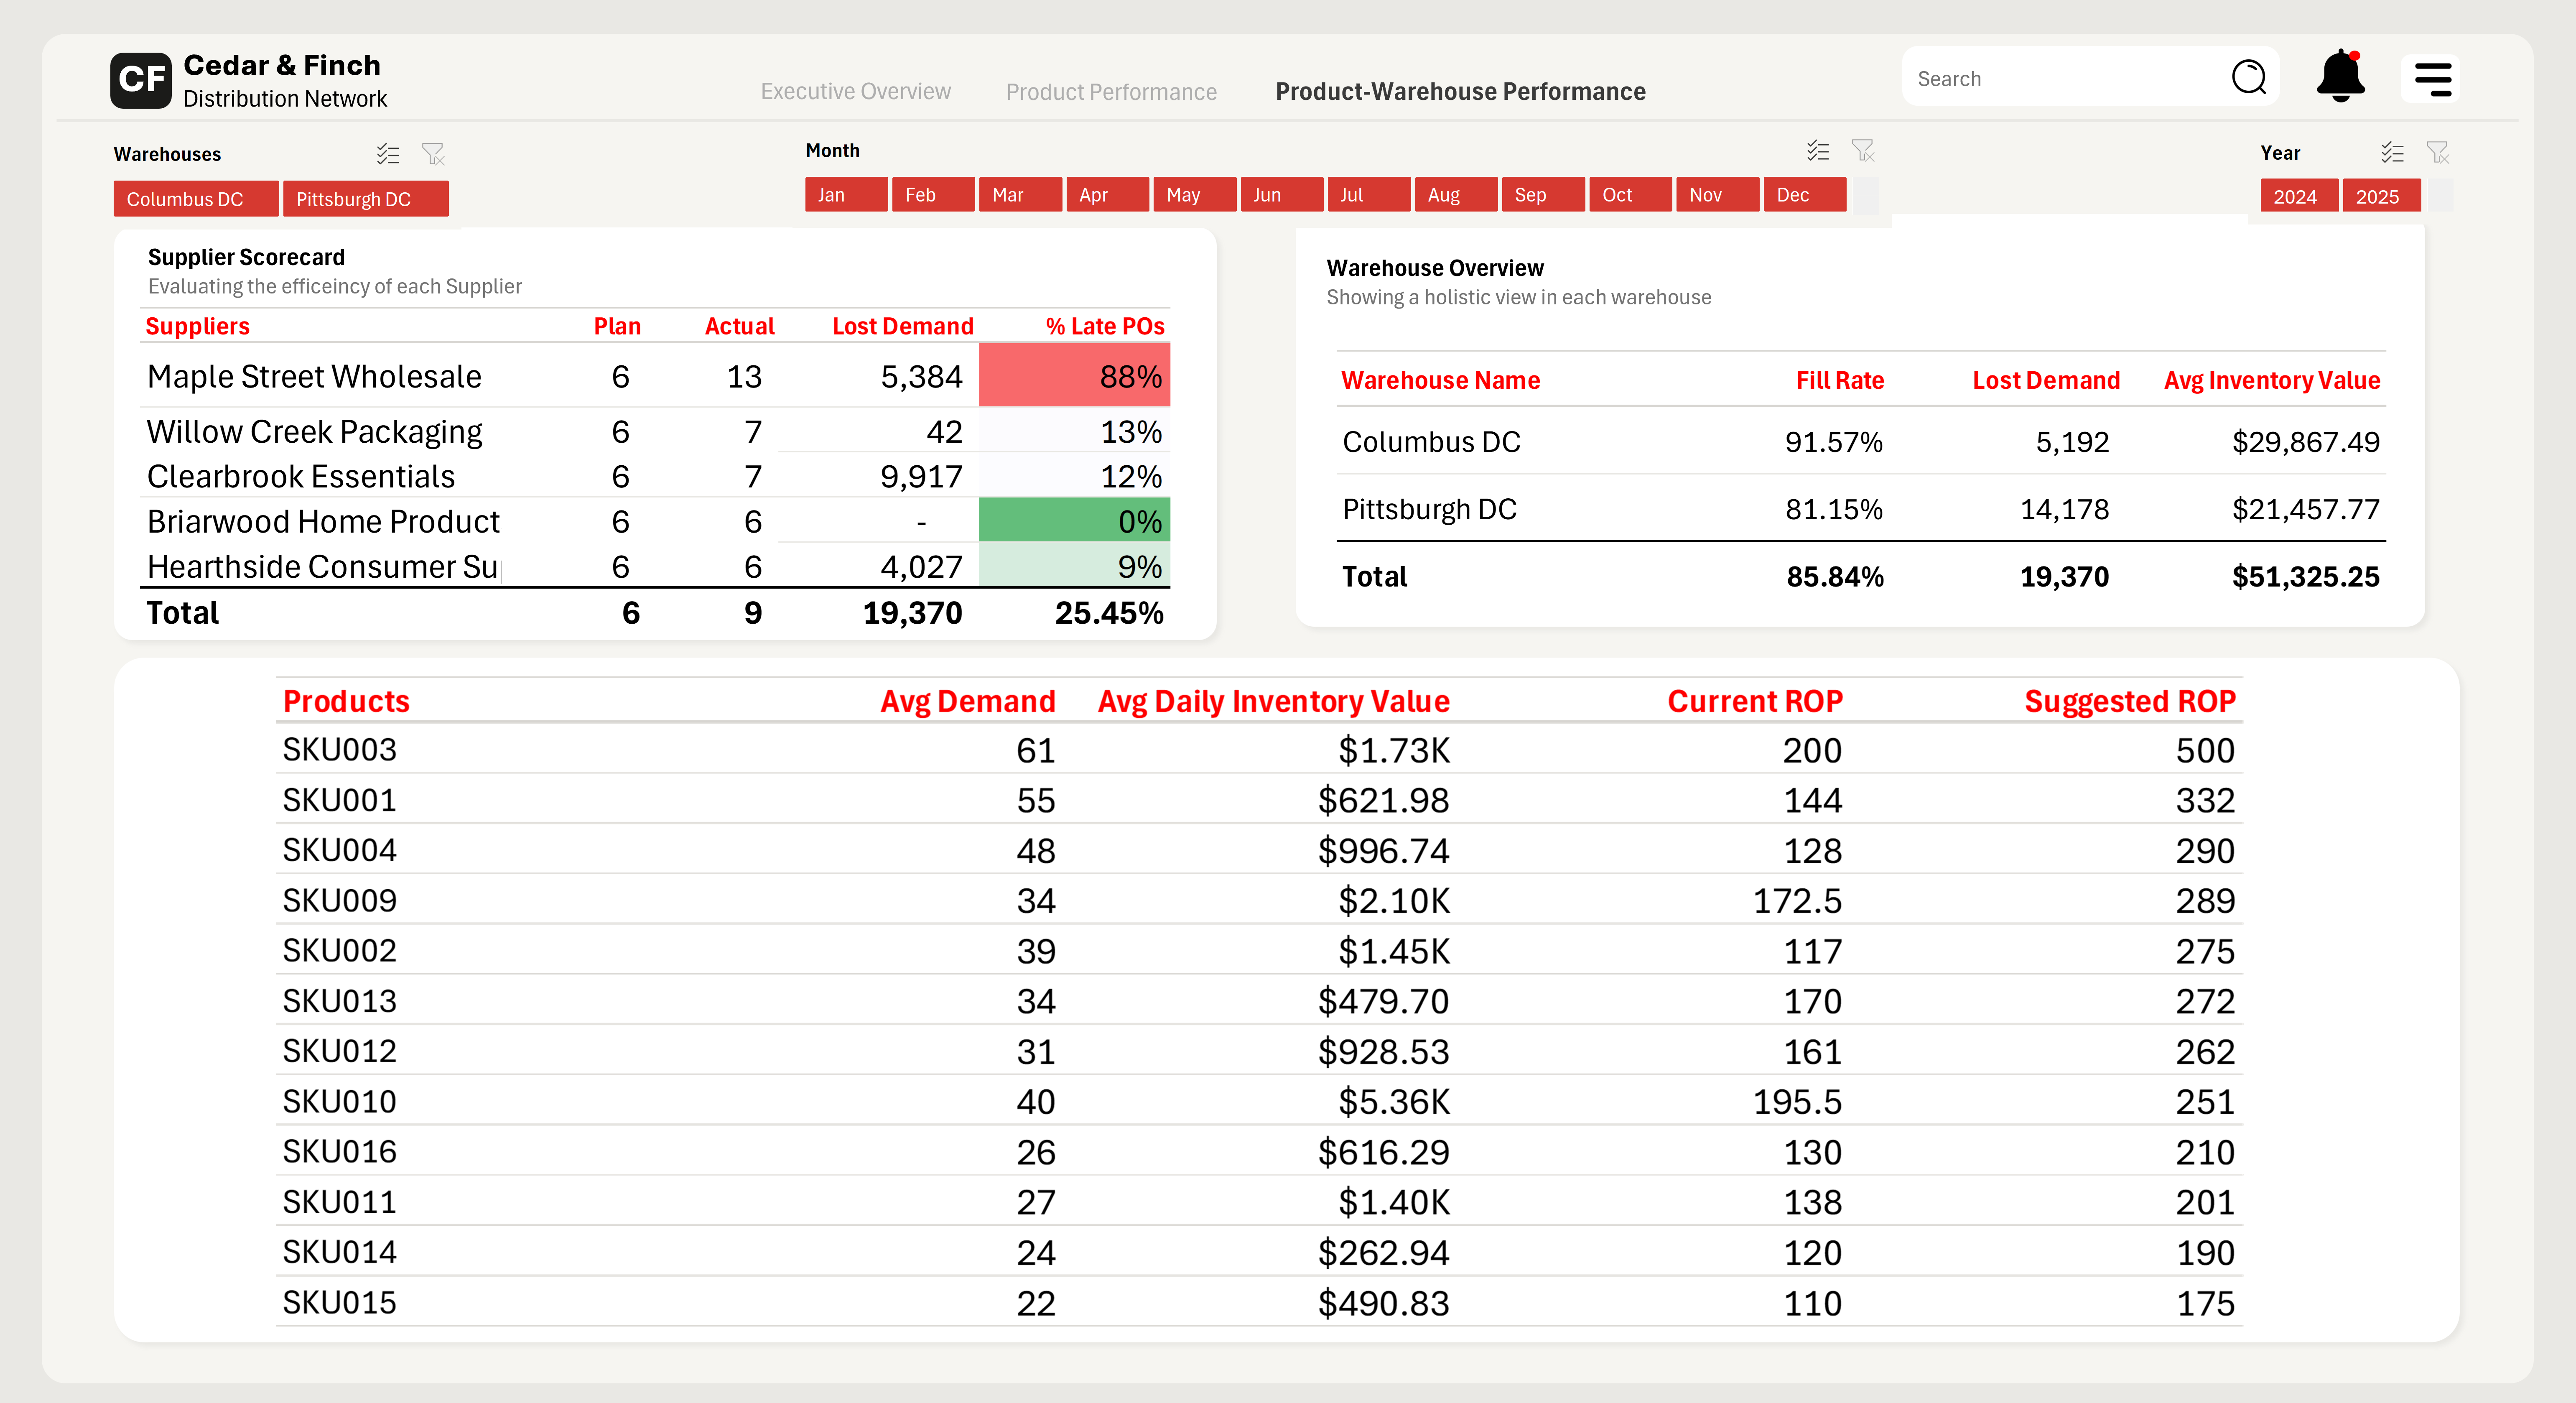 CF
Cedar & Finch
Distribution Network
Executive Overview Product Performance Product-Warehouse Performance
Search
Warehouses
Columbus DC Pittsburgh DC
Month
Jan Feb Mar Apr May Jun Jul Aug Sep Oct Nov Dec
Year
2024 2025
Supplier Scorecard
Evaluating the efficeincy of each Supplier
Suppliers Plan Actual Lost Demand % Late POs
Maple Street Wholesale 6 13 5,384 88%
Willow Creek Packaging 6 7 42 13%
Clearbrook Essentials 6 7 9,917 12%
Briarwood Home Product 6 6 - 0%
Hearthside Consumer Su 6 6 4,027 9%
Total 6 9 19,370 25.45%
Warehouse Overview
Showing a holistic view in each warehouse
Warehouse Name Fill Rate Lost Demand Avg Inventory Value
Columbus DC 91.57% 5,192 $29,867.49
Pittsburgh DC 81.15% 14,178 $21,457.77
Total 85.84% 19,370 $51,325.25
Products Avg Demand Avg Daily Inventory Value Current ROP Suggested ROP
SKU003 61 $1.73K 200 500
SKU001 55 $621.98 144 332
SKU004 48 $996.74 128 290
SKU009 34 $2.10K 172.5 289
SKU002 39 $1.45K 117 275
SKU013 34 $479.70 170 272
SKU012 31 $928.53 161 262
SKU010 40 $5.36K 195.5 251
SKU016 26 $616.29 130 210
SKU011 27 $1.40K 138 201
SKU014 24 $262.94 120 190
SKU015 22 $490.83 110 175